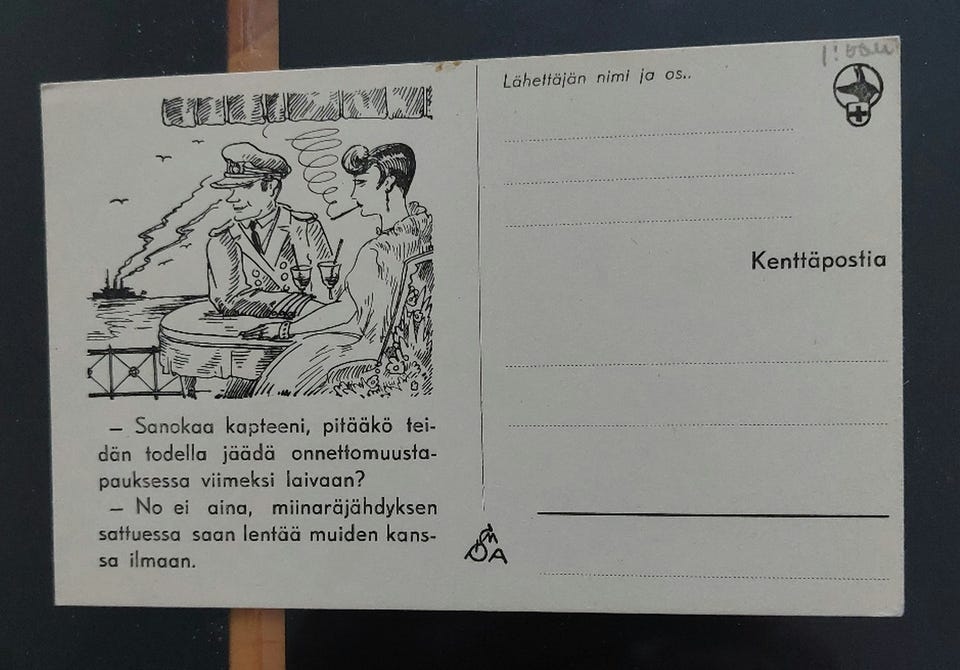 – Sanokaa kapteeni, pitääkö tei-
dän todella jäädä onnettomuusta-
pauksessa viimeksi laivaan?
– No ei aina, miinaräjähdyksen
sattuessa saan lentää muiden kans-
sa ilmaan.
Lähettäjän nimi ja os..
Kenttäpostia